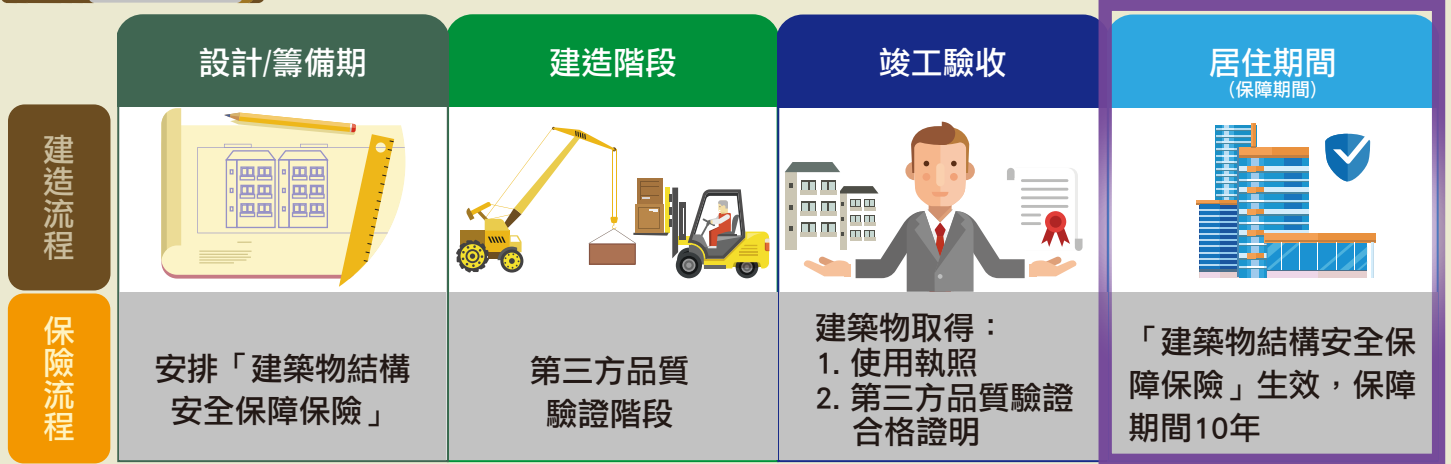 設計/籌備期
建造階段
竣工驗收
居住期間
(保障期間)
建造流程
保險流程
安排「建築物結構
安全保障保險」
第三方品質
驗證階段
建築物取得：
1. 使用執照
2. 第三方品質驗證
合格證明
「建築物結構安全保
障保險」生效，保障
期間10年